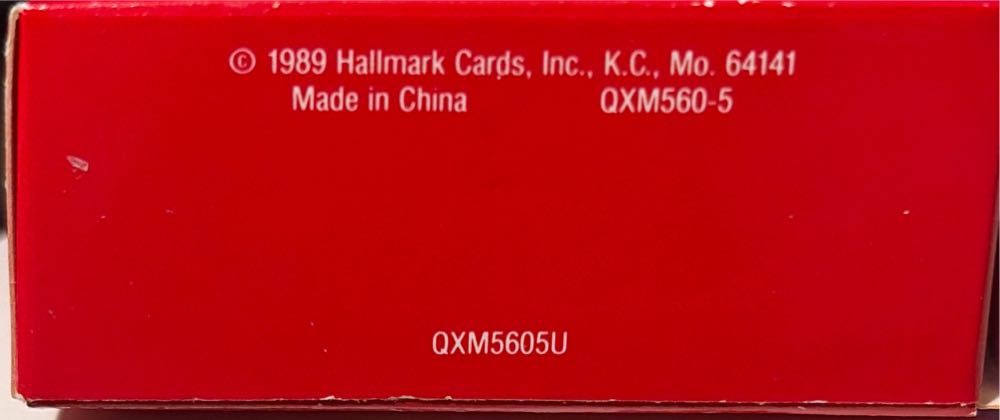 © 1989 Hallmark Cards, Inc., K.C., Mo. 64141
Made in China QXM560-5
QXM5605U